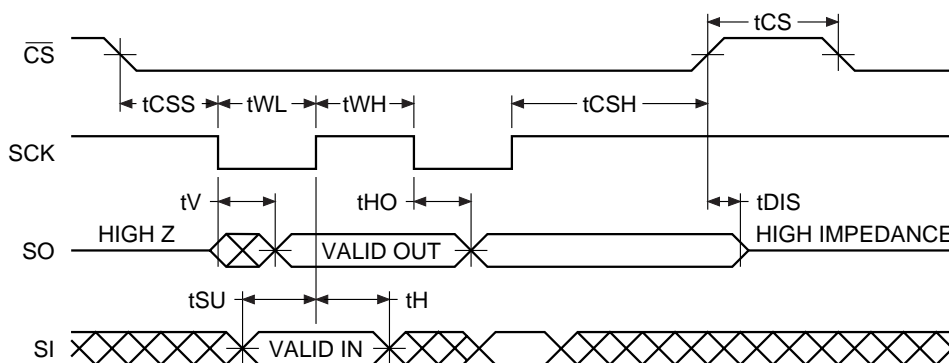 tCS
C̅S̅
tCSS tWL tWH tCSH
SCK
tV tHO tDIS
HIGH Z VALID OUT HIGH IMPEDANCE
SO
tSU tH
SI VALID IN